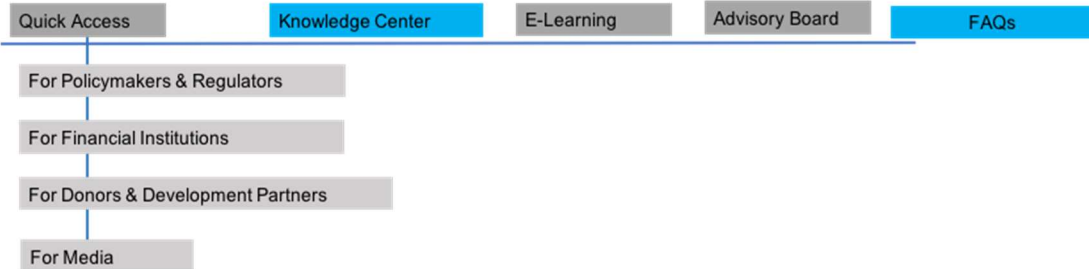 Quick Access
Knowledge Center
E-Learning
Advisory Board
FAQs
For Policymakers & Regulators
For Financial Institutions
For Donors & Development Partners
For Media